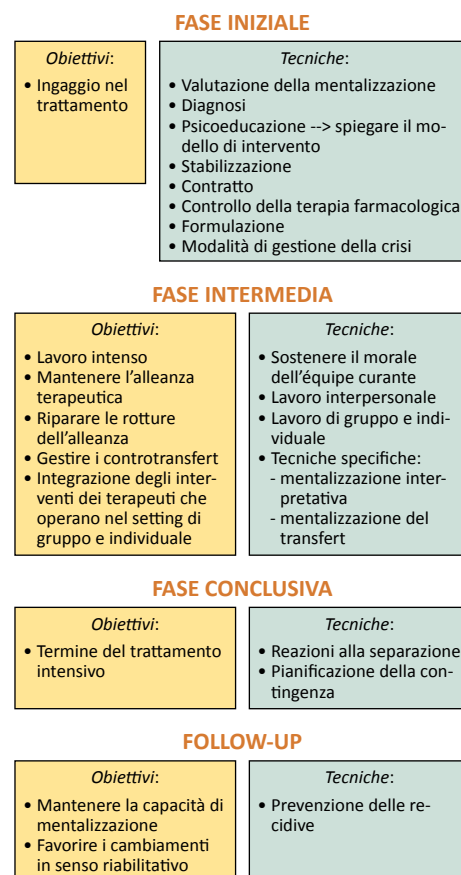 FASE INIZIALE
Obiettivi:
• Ingaggio nel
trattamento
Tecniche:
• Valutazione della mentalizzazione
• Diagnosi
• Psicoeducazione --> spiegare il mo-
dello di intervento
• Stabilizzazione
• Contratto
• Controllo della terapia farmacologica
• Formulazione
• Modalità di gestione della crisi
FASE INTERMEDIA
Obiettivi:
• Lavoro intenso
• Mantenere l'alleanza
terapeutica
• Riparare le rotture
dell'alleanza
• Gestire i controtransfert
• Integrazione degli inter-
venti dei terapeuti che
operano nel setting di
gruppo e individuale
Tecniche:
• Sostenere il morale
dell'équipe curante
• Lavoro interpersonale
• Lavoro di gruppo e indi-
viduale
• Tecniche specifiche:
- mentalizzazione inter-
pretativa
- mentalizzazione del
transfert
FASE CONCLUSIVA
Obiettivi:
• Termine del trattamento
intensivo
Tecniche:
• Reazioni alla separazione
• Pianificazione della con-
tingenza
FOLLOW-UP
Obiettivi:
• Mantenere la capacità di
mentalizzazione
• Favorire i cambiamenti
in senso riabilitativo
Tecniche:
• Prevenzione delle re-
cidive